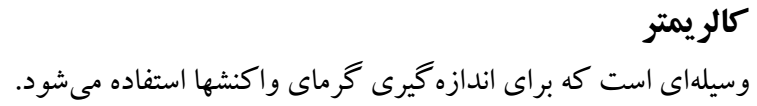 کالریمتر
وسیله‌ای است که برای اندازه‌گیری گرمای واکنشها استفاده می‌شود.